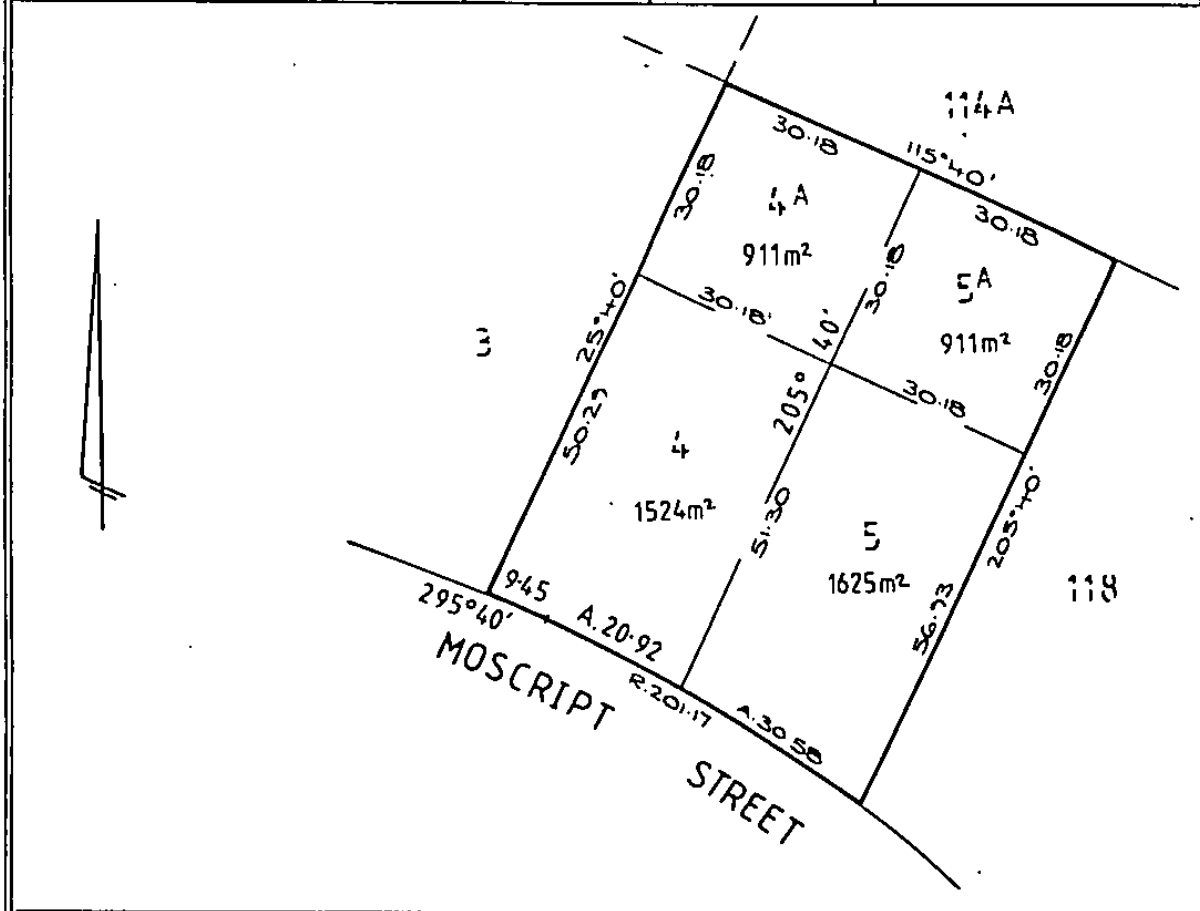 114A
30.18
115°40'
30.18
30.18
4A
911m²
30.18
5A
911m²
30.18
25°40'
30.18
40'
205°
30.18
3
50.29
4
1524m²
51.30
5
1625m²
205°40'
118
56.73
9.45
295°40'
A.20.92
R.201.17
A.30 58
MOSCRIPT
STREET